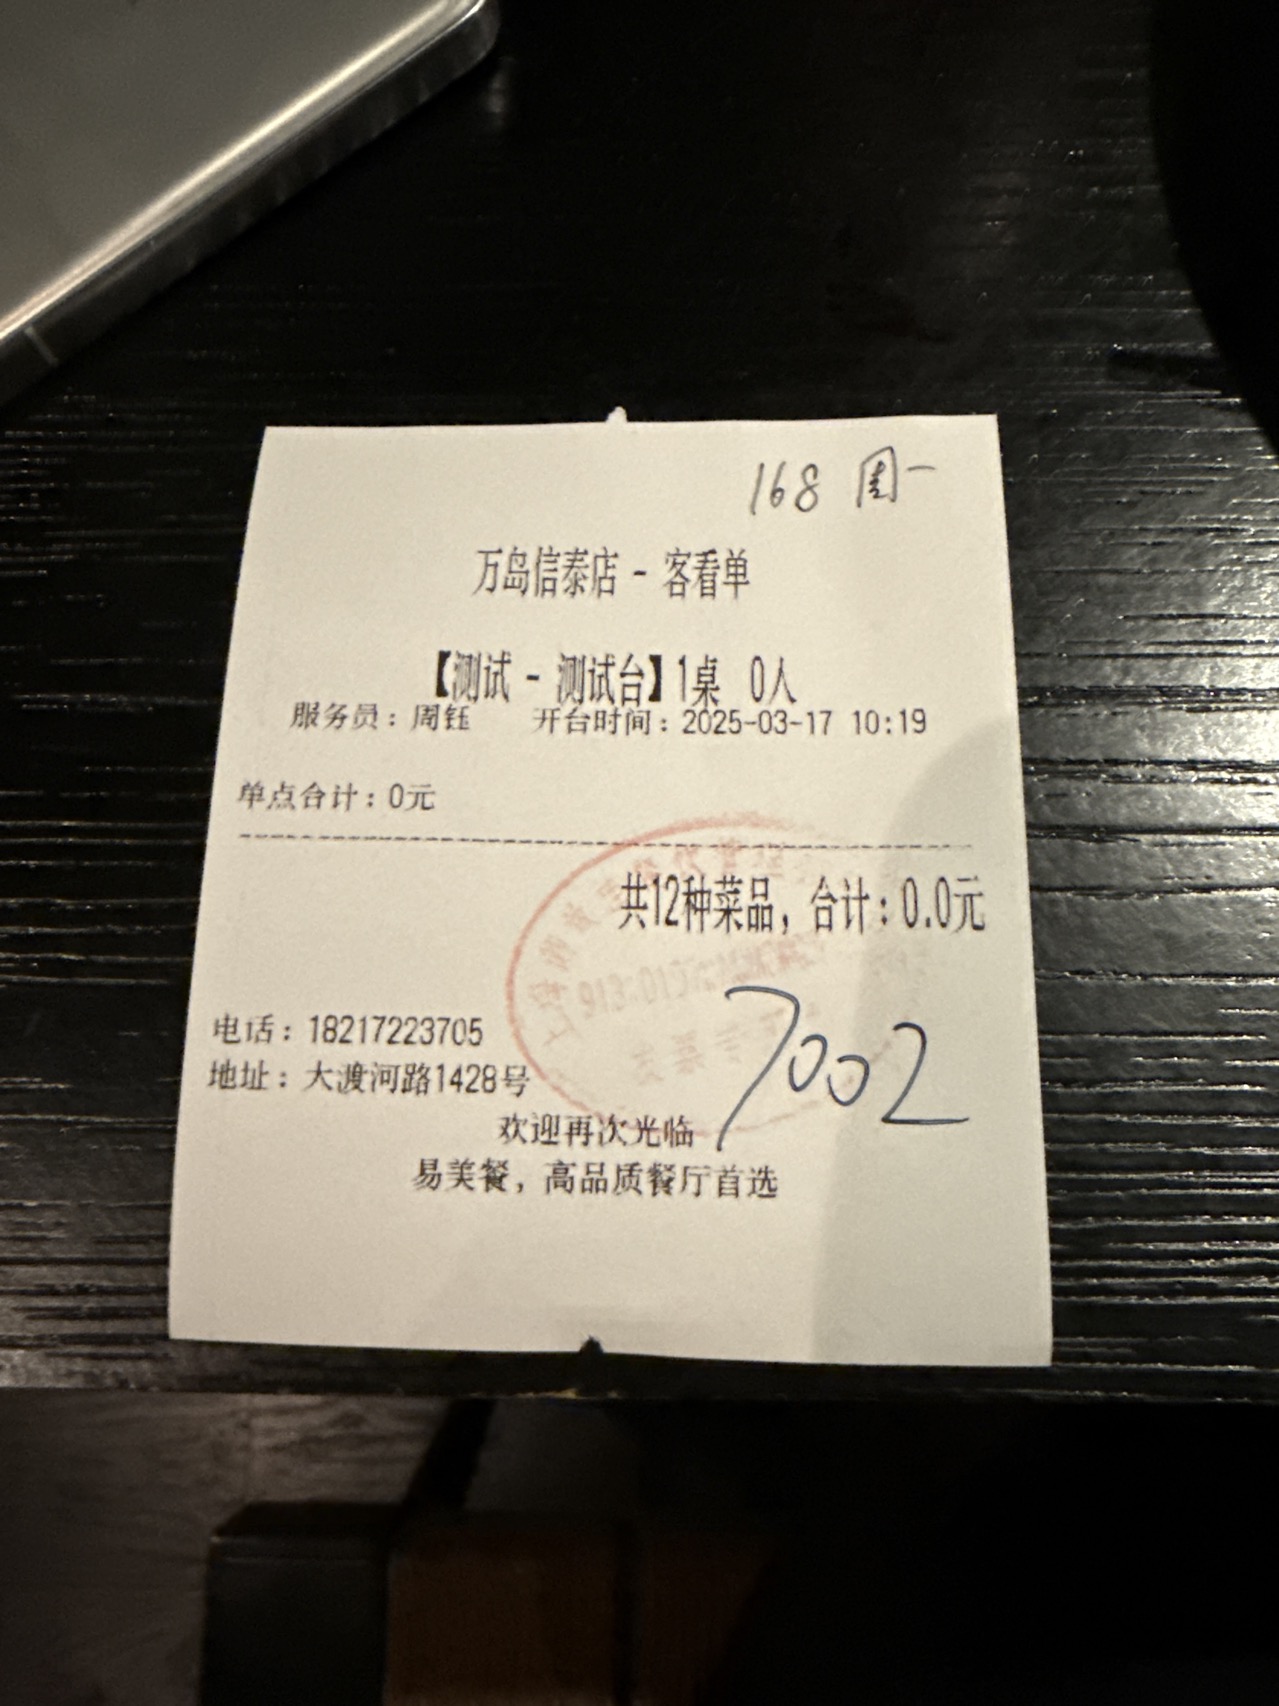 168 周一
万岛信泰店 - 客看单
【测试 - 测试台】1桌 0人
服务员：周钰 开台时间：2025-03-17 10:19
单点合计：0元
共12种菜品，合计：0.0元
7002
电话：18217223705
地址：大渡河路1428号
欢迎再次光临
易美餐，高品质餐厅首选